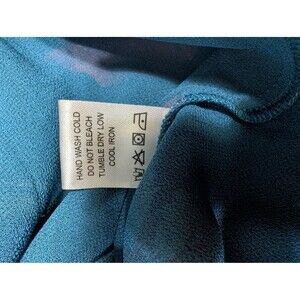 HAND WASH COLD
DO NOT BLEACH
TUMBLE DRY LOW
COOL IRON